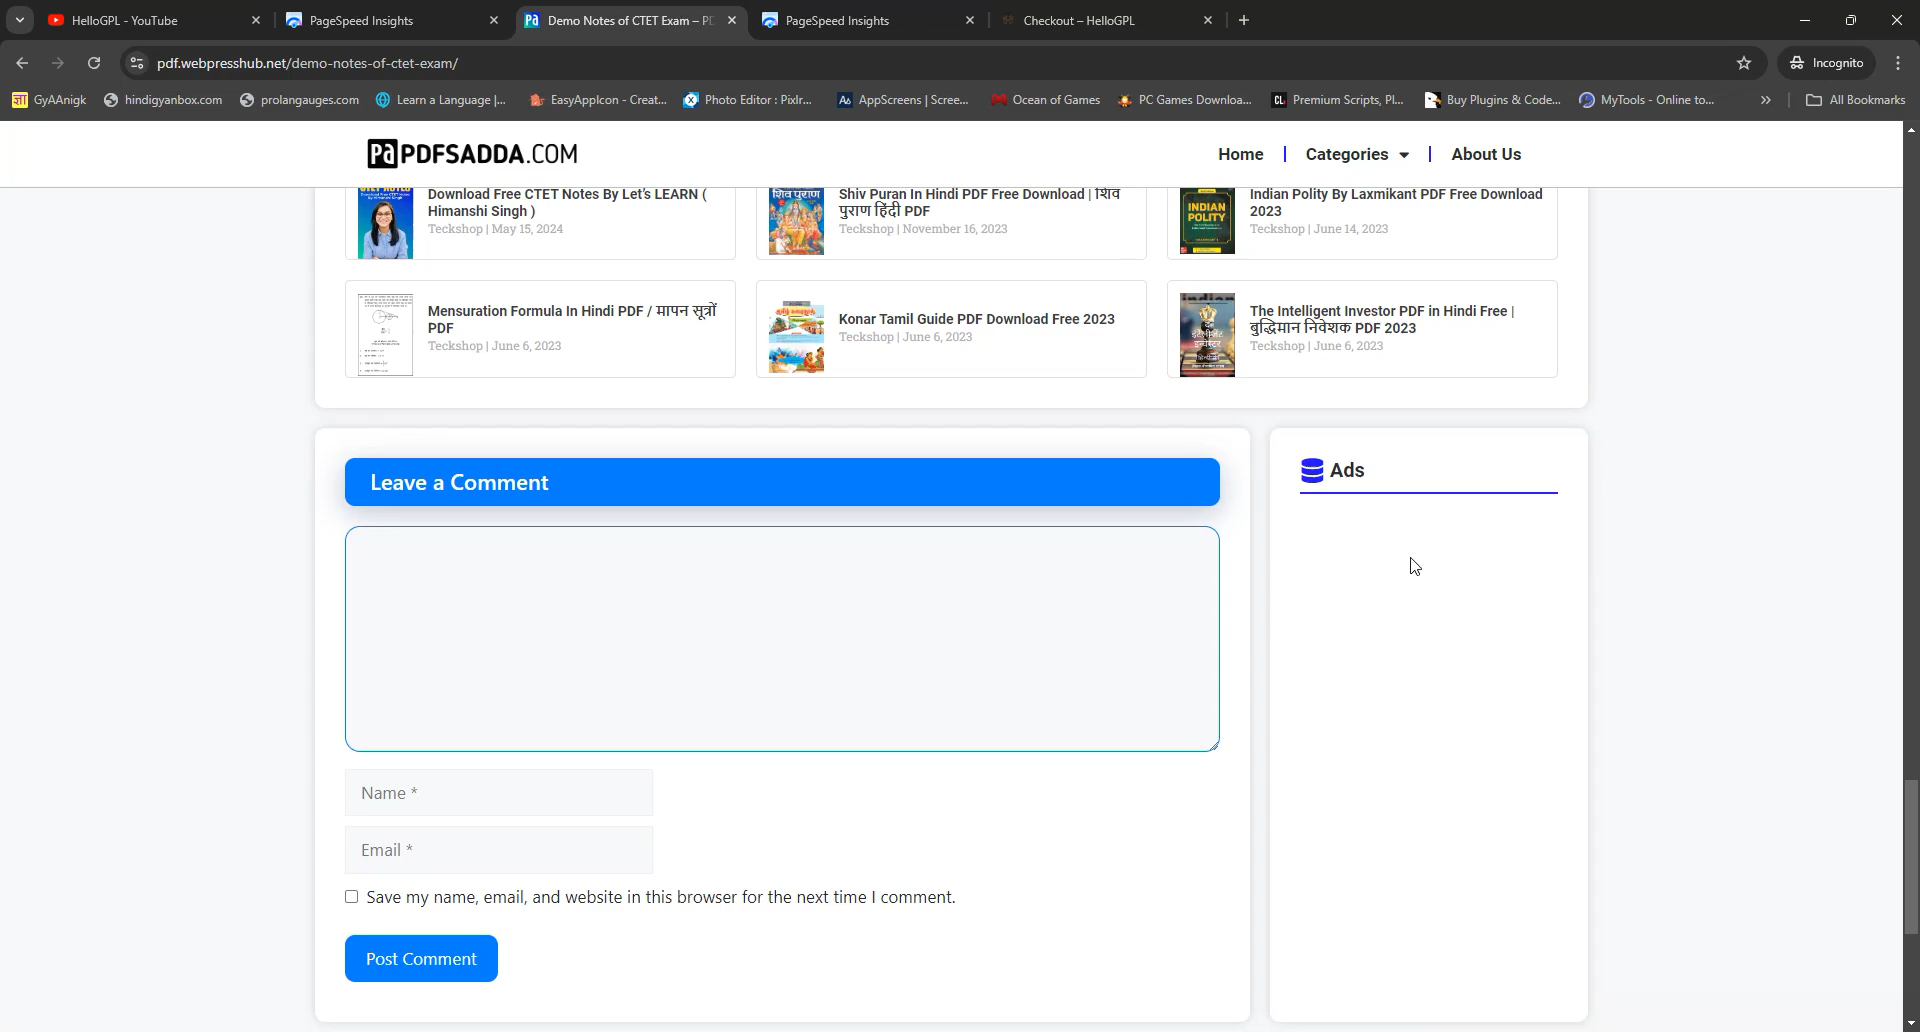 HelloGPL - YouTube
PageSpeed Insights
Demo Notes of CTET Exam – PD
PageSpeed Insights
Checkout – HelloGPL
pdf.webpresshub.net/demo-notes-of-ctet-exam/
Incognito
GyAAnigk
hindigyanbox.com
prolangauges.com
Learn a Language |...
EasyAppIcon - Creat...
Photo Editor : Pixlr...
AppScreens | Scree...
Ocean of Games
PC Games Downloa...
Premium Scripts, Pl...
Buy Plugins & Code...
MyTools - Online to...
All Bookmarks
Pa PDFSADDA.COM
Home
Categories
About Us
Download Free CTET Notes By Let’s LEARN (
Himanshi Singh )
Teckshop | May 15, 2024
Shiv Puran In Hindi PDF Free Download | शिव
पुराण हिंदी PDF
Teckshop | November 16, 2023
INDIAN
POLITY
Indian Polity By Laxmikant PDF Free Download
2023
Teckshop | June 14, 2023
Mensuration Formula In Hindi PDF / मापन सूत्रों
PDF
Teckshop | June 6, 2023
Konar Tamil Guide PDF Download Free 2023
Teckshop | June 6, 2023
The Intelligent Investor PDF in Hindi Free |
बुद्धिमान निवेशक PDF 2023
Teckshop | June 6, 2023
Leave a Comment
Ads
Name *
Email *
Save my name, email, and website in this browser for the next time I comment.
Post Comment